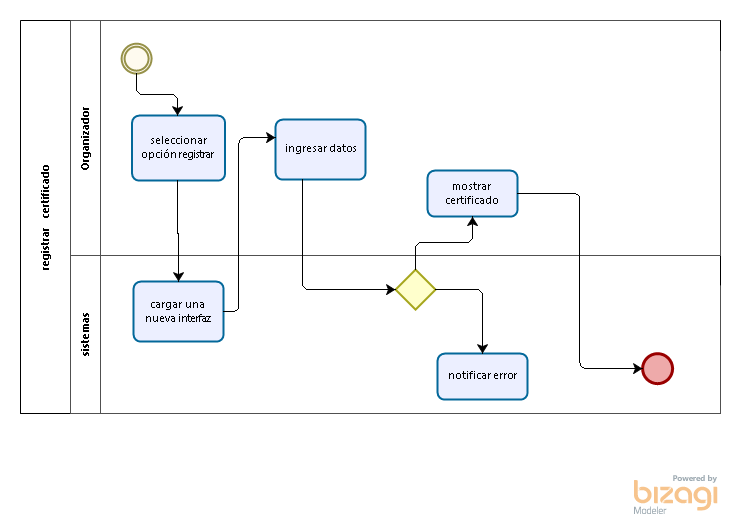 registrar certificado
Organizador
sistemas
seleccionar
opción registrar
ingresar datos
mostrar
certificado
cargar una
nueva interfaz
notificar error
Powered by
bizagi
Modeler